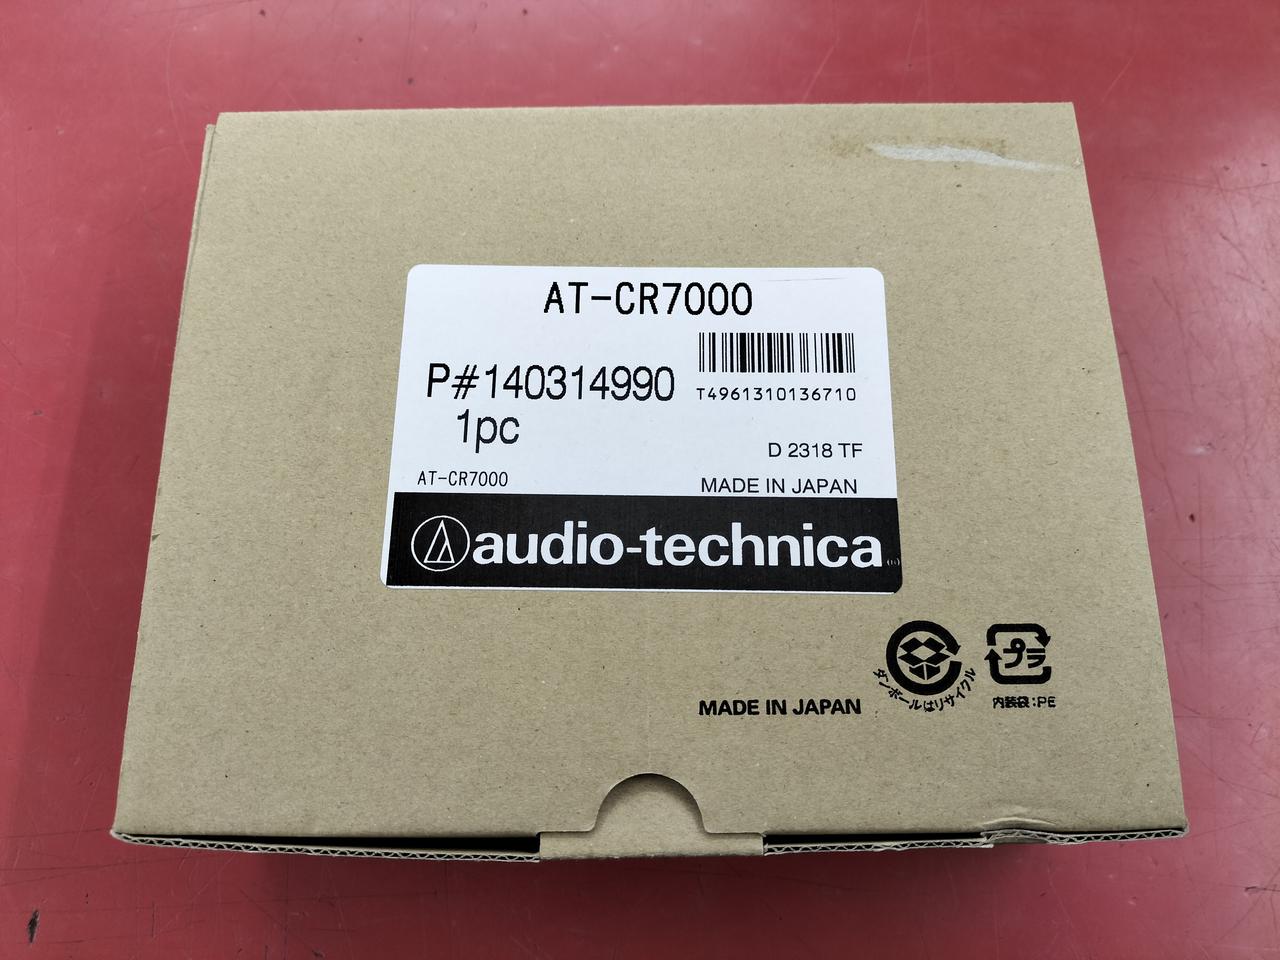 AT-CR7000
P#140314990
1pc
T4961310136710
D 2318 TF
AT-CR7000
MADE IN JAPAN
audio-technica
MADE IN JAPAN
ダンボールはリサイクル
プラ
内装袋:PE